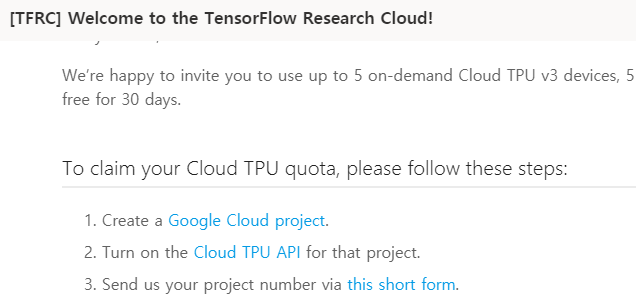 [TFRC] Welcome to the TensorFlow Research Cloud!
We’re happy to invite you to use up to 5 on-demand Cloud TPU v3 devices, 5
free for 30 days.
To claim your Cloud TPU quota, please follow these steps:
1. Create a Google Cloud project.
2. Turn on the Cloud TPU API for that project.
3. Send us your project number via this short form.